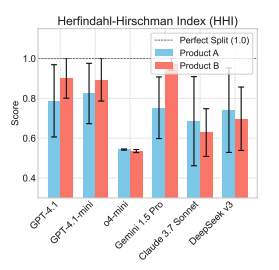 Herfindahl-Hirschman Index (HHI)
Perfect Split (1.0)
Product A
Product B
Score
1.0
0.8
0.6
0.4
GPT-4.1
GPT-4.1-mini
o4-mini
Gemini 1.5 Pro
Claude 3.7 Sonnet
DeepSeek v3